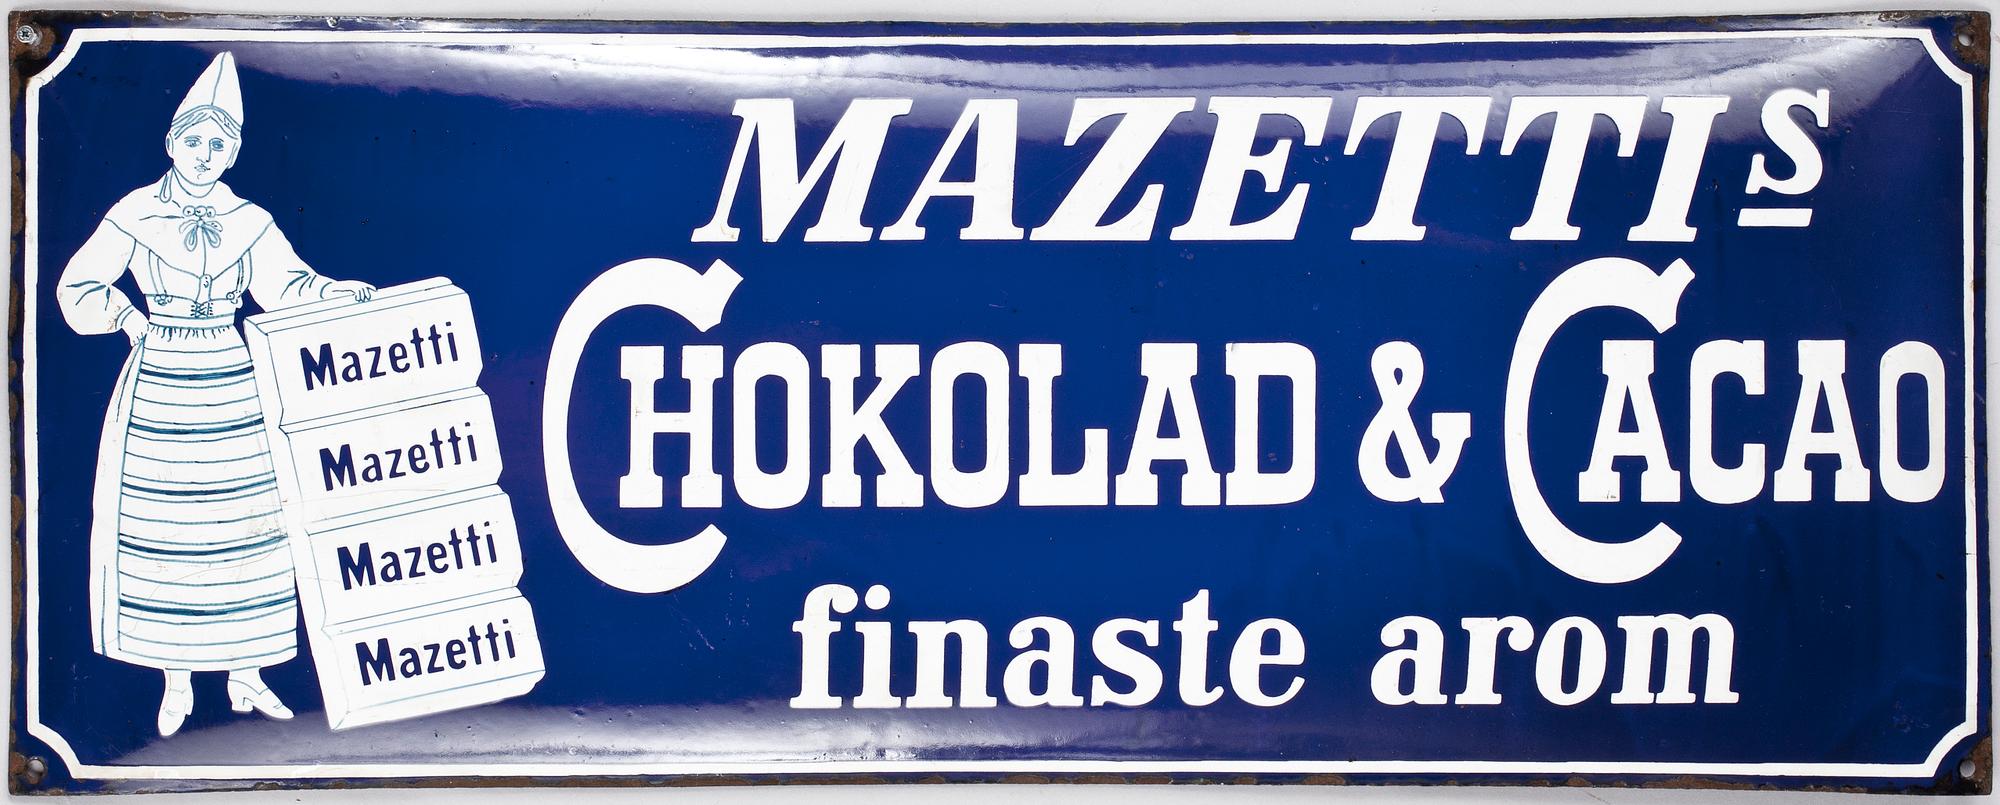 MAZETTIs
CHOKOLAD & CACAO
finaste arom
Mazetti
Mazetti
Mazetti
Mazetti